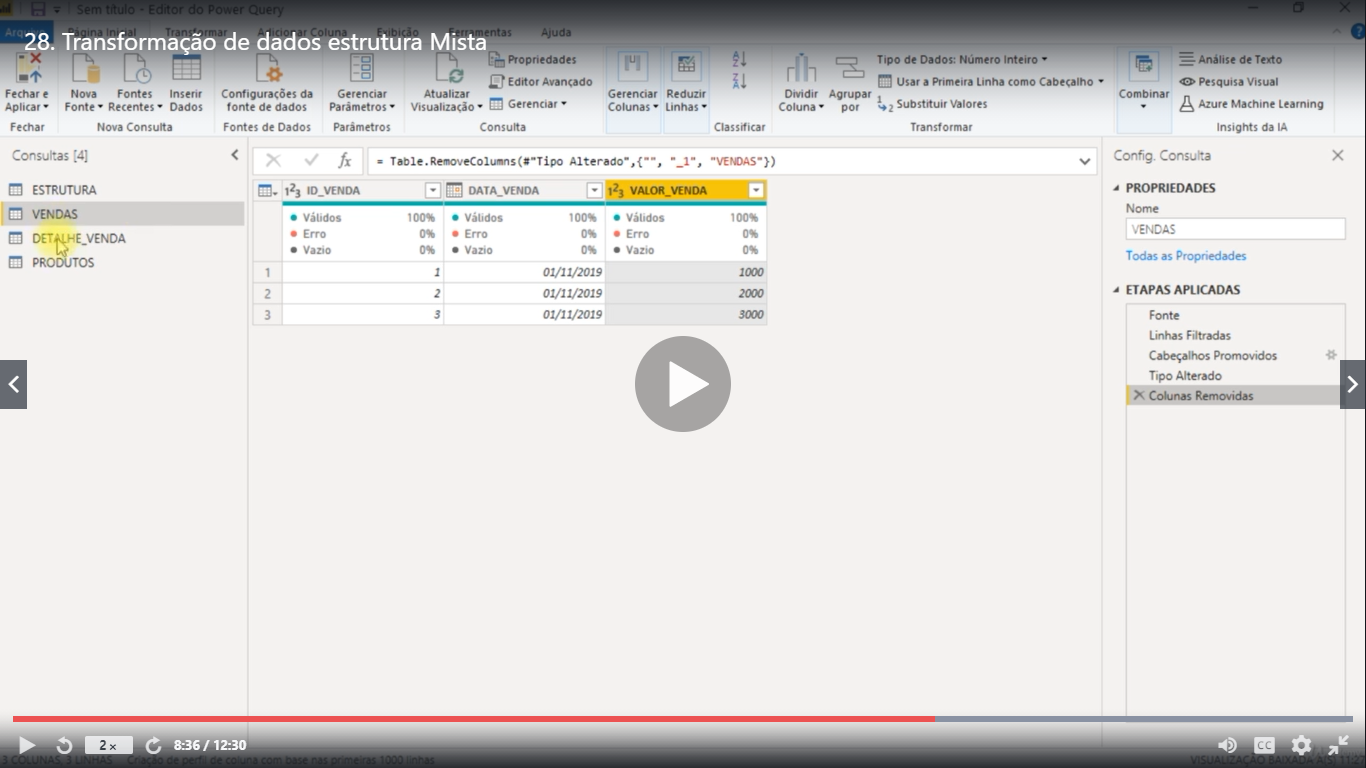 Sem título - Editor do Power Query
Arquivo Página Inicial Transformar Adicionar Coluna Exibição Ferramentas Ajuda
28. Transformação de dados estrutura Mista
Fechar e Aplicar
Fechar
Nova Fonte
Fontes Recentes
Inserir Dados
Nova Consulta
Configurações da fonte de dados
Fontes de Dados
Gerenciar Parâmetros
Parâmetros
Atualizar Visualização
Propriedades
Editor Avançado
Gerenciar
Consulta
Gerenciar Colunas
Reduzir Linhas
Classificar
Dividir Coluna
Agrupar por
Tipo de Dados: Número Inteiro
Usar a Primeira Linha como Cabeçalho
Substituir Valores
Transformar
Combinar
Análise de Texto
Pesquisa Visual
Azure Machine Learning
Insights da IA
Consultas [4]
ESTRUTURA
VENDAS
DETALHE_VENDA
PRODUTOS
fx = Table.RemoveColumns(#"Tipo Alterado",{"", "_1", "VENDAS"})
123 ID_VENDA DATA_VENDA 123 VALOR_VENDA
Válidos 100% Válidos 100% Válidos 100%
Erro 0% Erro 0% Erro 0%
Vazio 0% Vazio 0% Vazio 0%
1 1 01/11/2019 1000
2 2 01/11/2019 2000
3 3 01/11/2019 3000
Config. Consulta
PROPRIEDADES
Nome
VENDAS
Todas as Propriedades
ETAPAS APLICADAS
Fonte
Linhas Filtradas
Cabeçalhos Promovidos
Tipo Alterado
Colunas Removidas
2 x 8:36 / 12:30 CC
3 COLUNAS, 3 LINHAS Criação de perfil de coluna com base nas primeiras 1000 linhas
VISUALIZAÇÃO BAIXADA À(S)